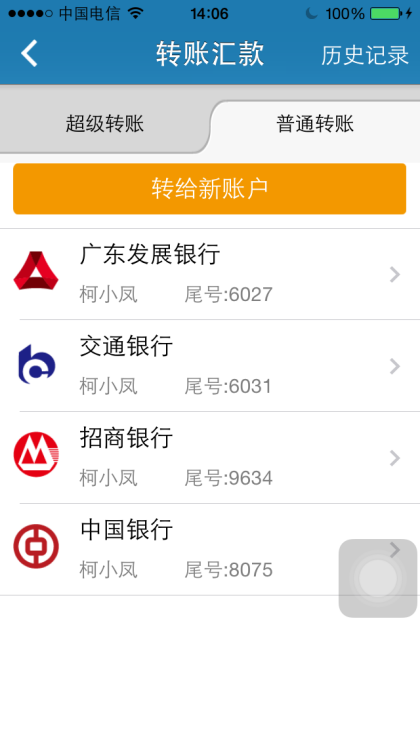 中国电信 14:06 100%
转账汇款 历史记录
超级转账 普通转账
转给新账户
广东发展银行
柯小凤 尾号:6027
交通银行
柯小凤 尾号:6031
招商银行
柯小凤 尾号:9634
中国银行
柯小凤 尾号:8075